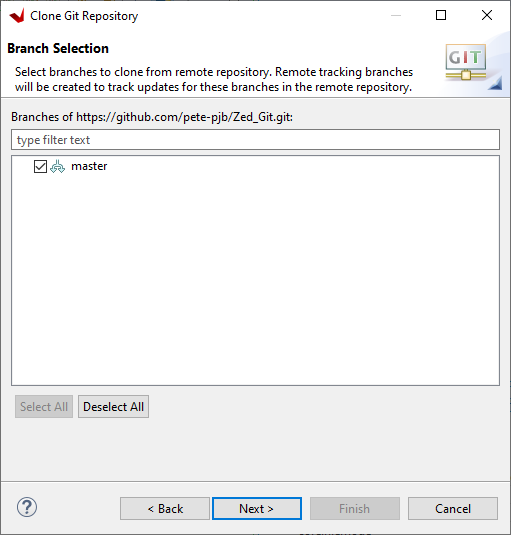 Clone Git Repository
Branch Selection
Select branches to clone from remote repository. Remote tracking branches
will be created to track updates for these branches in the remote repository.
GIT
Branches of https://github.com/pete-pjb/Zed_Git.git:
type filter text
master
Select All
Deselect All
?
< Back
Next >
Finish
Cancel